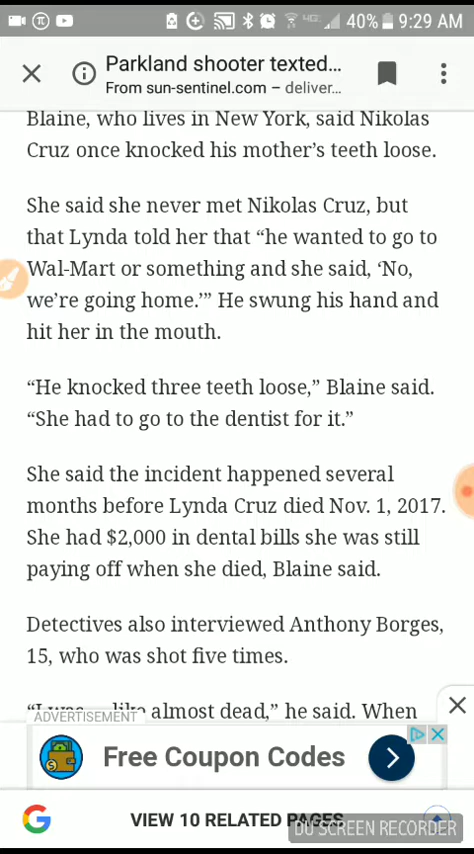 40% 9:29 AM
Parkland shooter texted...
From sun-sentinel.com – deliver...
Blaine, who lives in New York, said Nikolas
Cruz once knocked his mother’s teeth loose.
She said she never met Nikolas Cruz, but
that Lynda told her that “he wanted to go to
Wal-Mart or something and she said, ‘No,
we’re going home.’” He swung his hand and
hit her in the mouth.
“He knocked three teeth loose,” Blaine said.
“She had to go to the dentist for it.”
She said the incident happened several
months before Lynda Cruz died Nov. 1, 2017.
She had $2,000 in dental bills she was still
paying off when she died, Blaine said.
Detectives also interviewed Anthony Borges,
15, who was shot five times.
“I was like almost dead,” he said. When
ADVERTISEMENT
Free Coupon Codes
VIEW 10 RELATED PAGES
DU SCREEN RECORDER